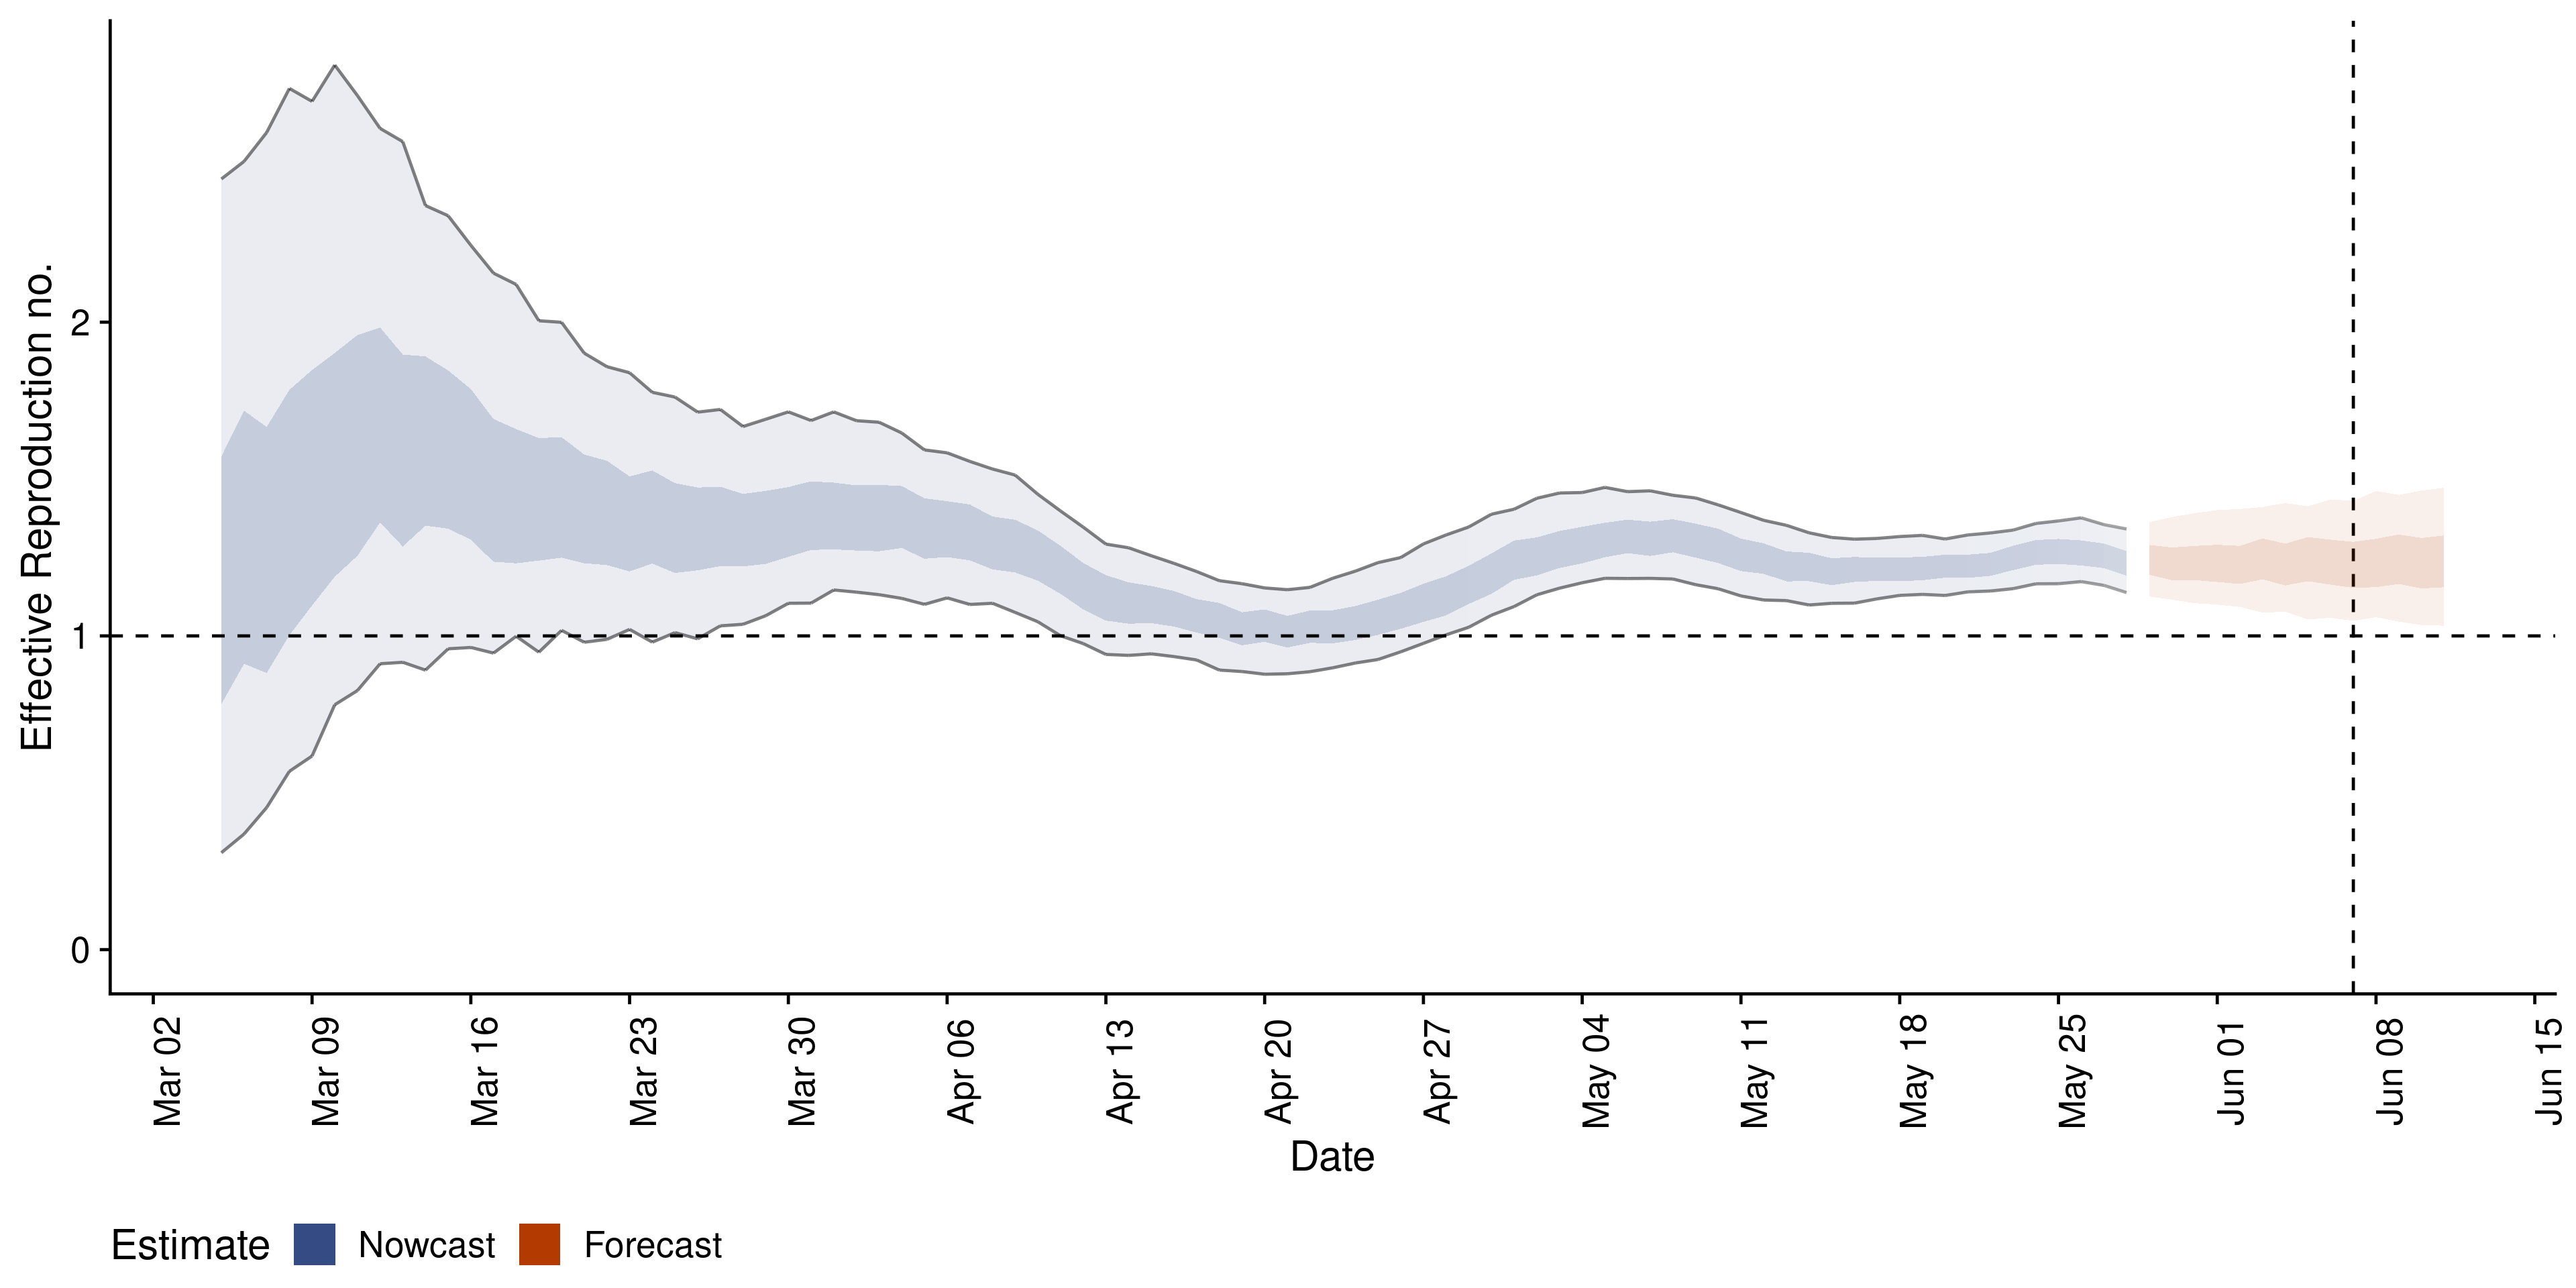 Effective Reproduction no.
2
1
0
Mar 02
Mar 09
Mar 16
Mar 23
Mar 30
Apr 06
Apr 13
Apr 20
Apr 27
May 04
May 11
May 18
May 25
Jun 01
Jun 08
Jun 15
Date
Estimate Nowcast Forecast